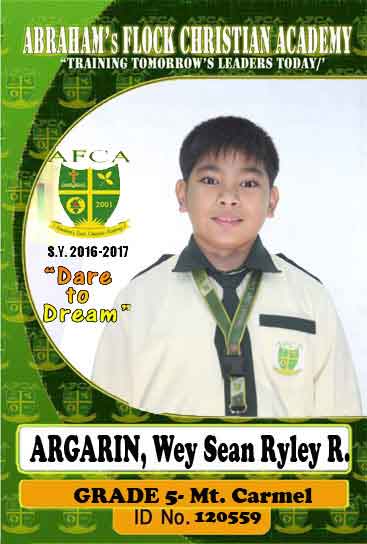 ABRAHAM's FLOCK CHRISTIAN ACADEMY
“TRAINING TOMORROW'S LEADERS TODAY/’
AFCA
2001
S.Y. 2016-2017
“Dare
to
Dream”
ARGARIN, Wey Sean Ryley R.
GRADE 5- Mt. Carmel
ID No. 120559